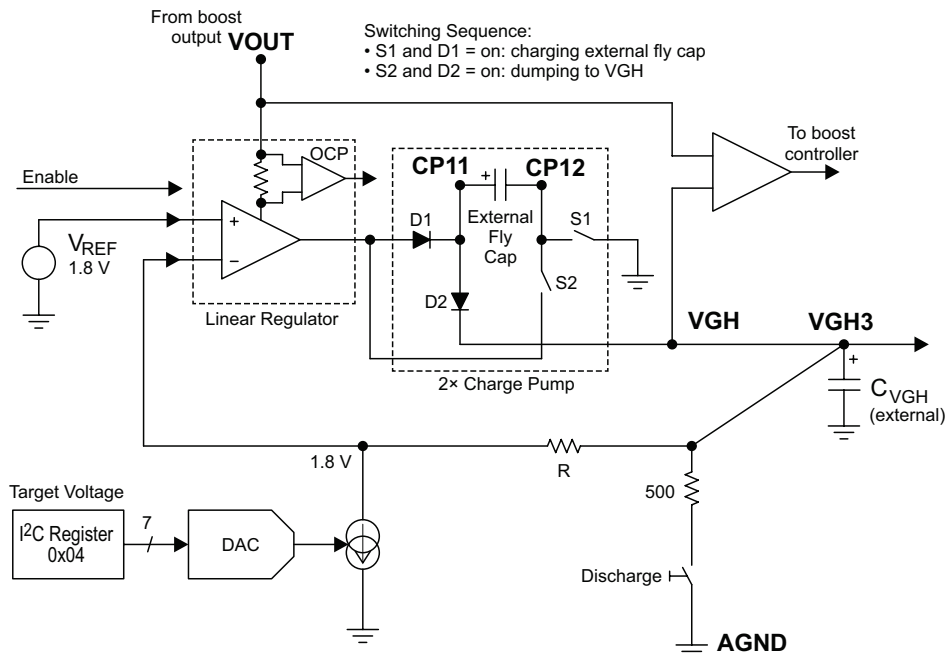 From boost
output VOUT
Switching Sequence:
• S1 and D1 = on: charging external fly cap
• S2 and D2 = on: dumping to VGH
OCP
To boost
controller
Enable
CP11
CP12
+
D1
External
Fly
Cap
S1
S2
D2
VREF
1.8 V
+
–
Linear Regulator
2× Charge Pump
VGH
VGH3
+
CVGH
(external)
1.8 V
R
500
Target Voltage
I2C Register
0x04
7
DAC
Discharge
AGND